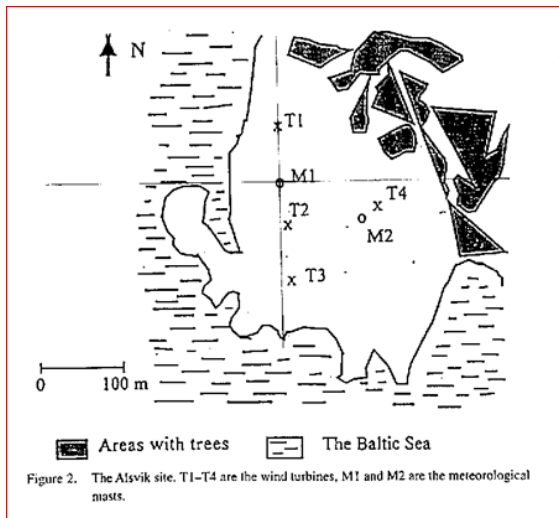 N
T1
M1
T4
T2
M2
T3
0 100 m
Areas with trees The Baltic Sea
Figure 2. The Alsvik site. T1–T4 are the wind turbines, M1 and M2 are the meteorological
masts.